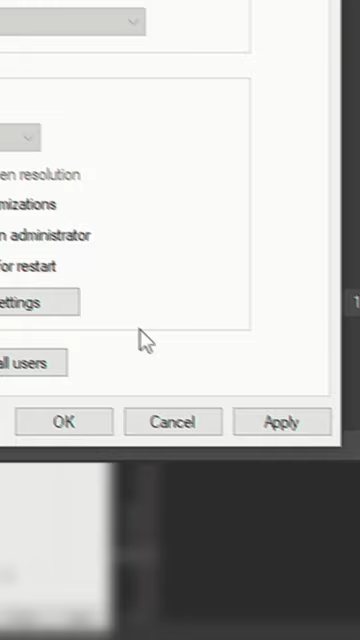 en resolution
mizations
n administrator
for restart
ettings
all users
OK Cancel Apply